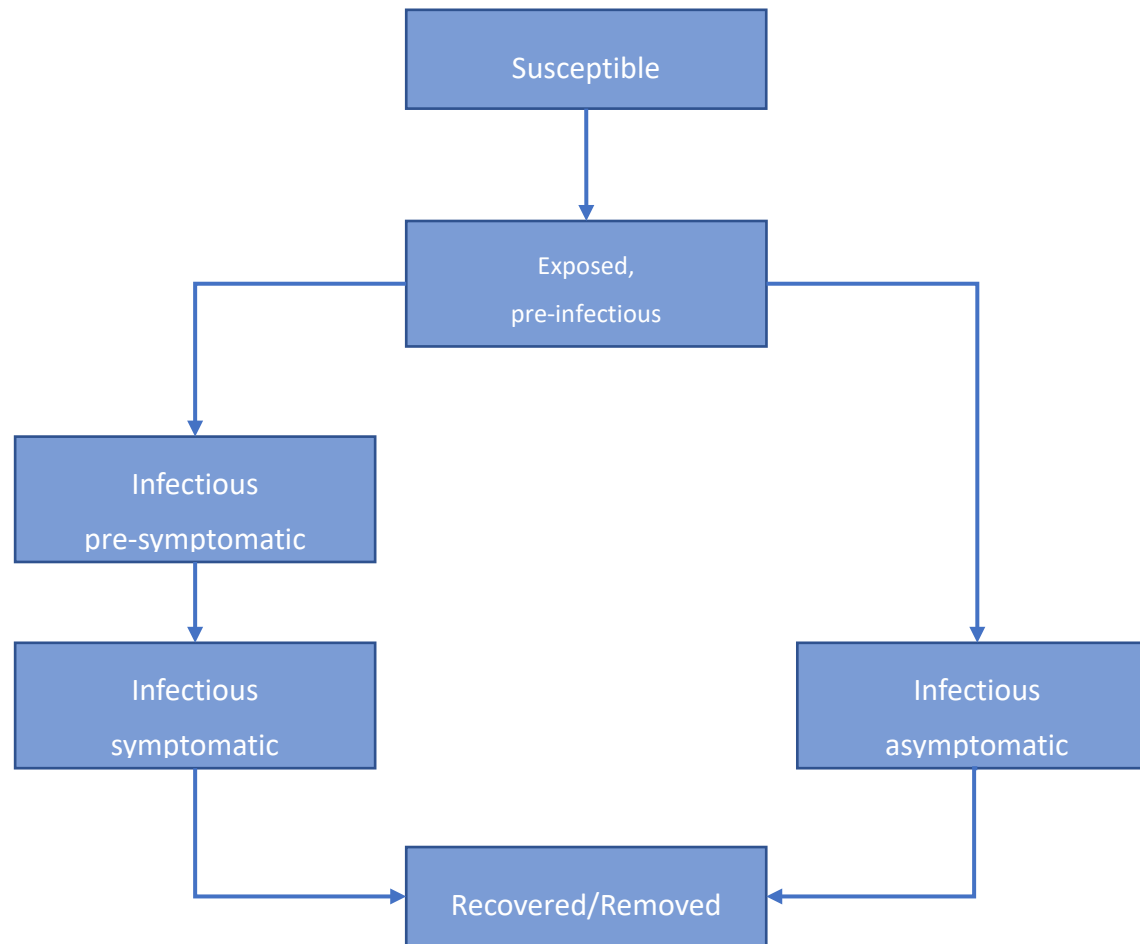 Susceptible
Exposed,
pre-infectious
Infectious
pre-symptomatic
Infectious
symptomatic
Infectious
asymptomatic
Recovered/Removed